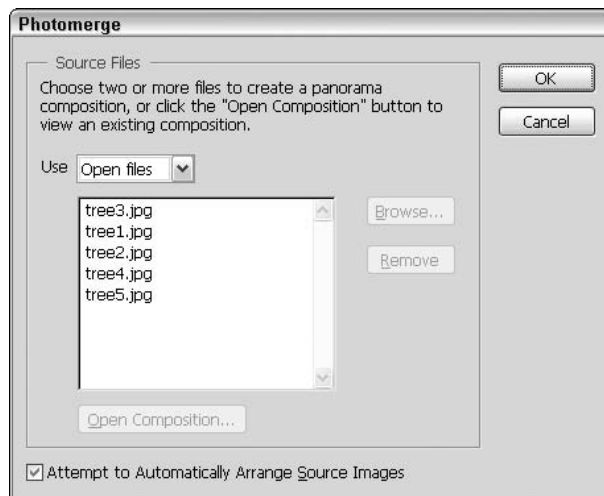 Photomerge
Source Files
Choose two or more files to create a panorama
composition, or click the "Open Composition" button to
view an existing composition.
Use Open files
tree3.jpg
tree1.jpg
tree2.jpg
tree4.jpg
tree5.jpg
Browse...
Remove
Open Composition...
Attempt to Automatically Arrange Source Images
OK
Cancel